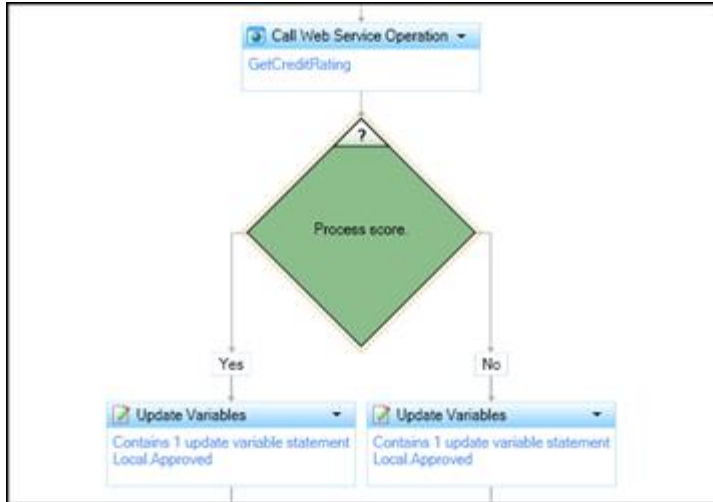 Call Web Service Operation
GetCreditRating
?
Process score.
Yes
No
Update Variables
Contains 1 update variable statement
Local.Approved
Update Variables
Contains 1 update variable statement
Local.Approved